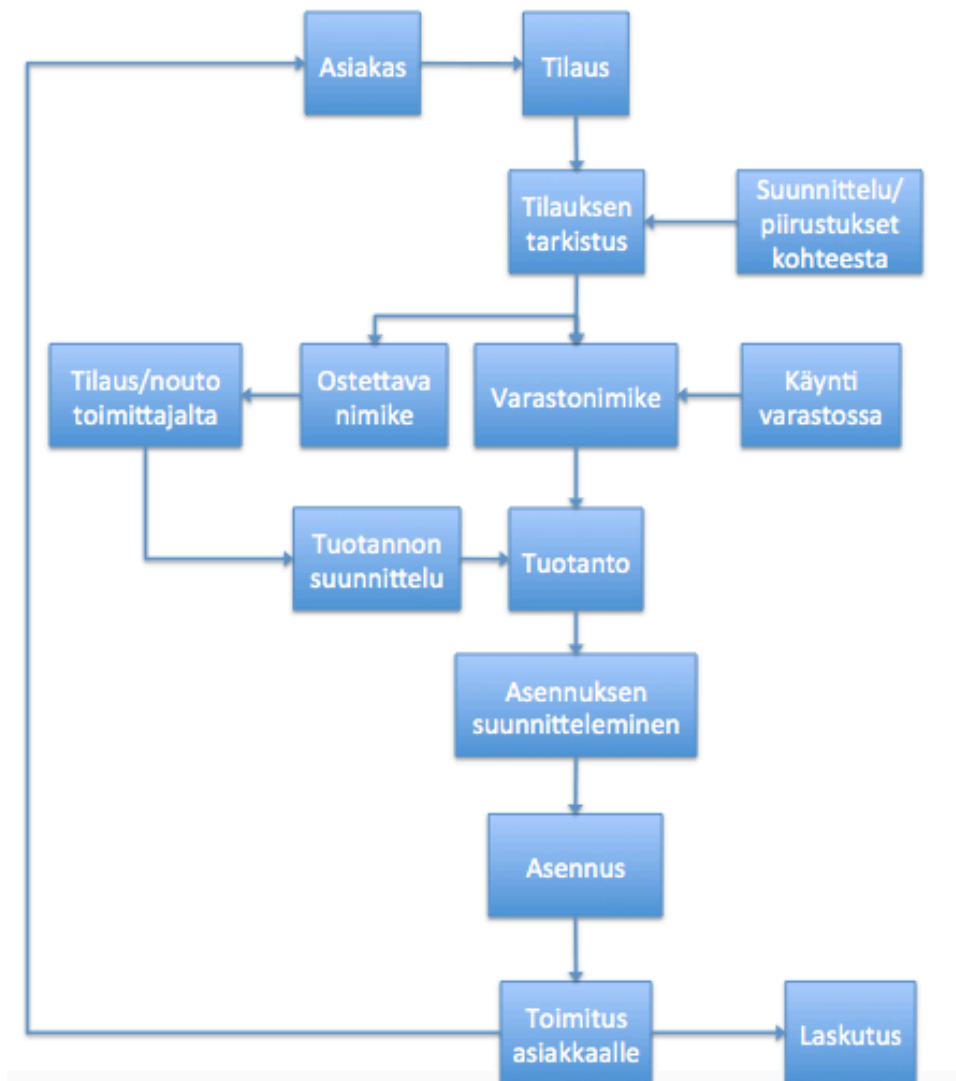 Asiakas
Tilaus
Tilauksen
tarkistus
Suunnittelu/
piirustukset
kohteesta
Tilaus/nouto
toimittajalta
Ostettava
nimike
Varastonimike
Käynti
varastossa
Tuotannon
suunnittelu
Tuotanto
Asennuksen
suunnitteleminen
Asennus
Toimitus
asiakkaalle
Laskutus